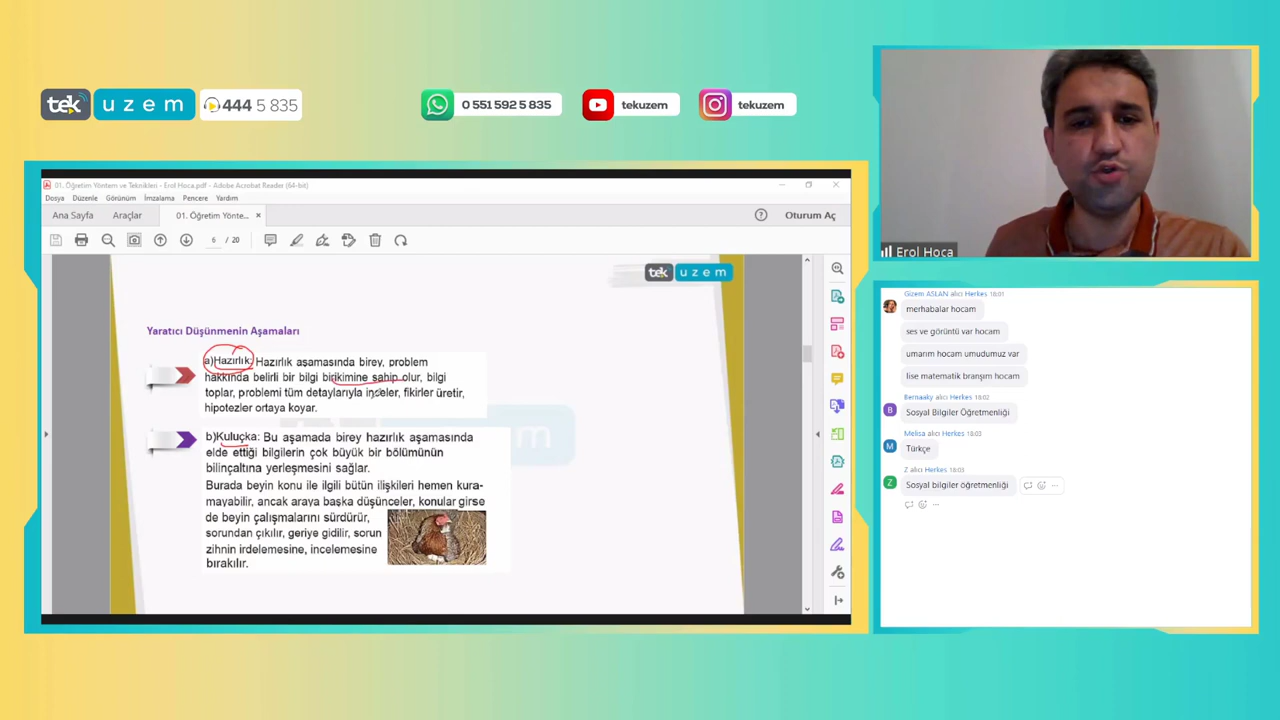 tek uzem 444 5 835
0 551 592 5 835
tekuzem
tekuzem
01. Öğretim Yöntem ve Teknikleri - Erol Hoca.pdf - Adobe Acrobat Reader (64-bit)
Dosya Düzenle Görünüm İmzalama Pencere Yardım
Ana Sayfa Araçlar 01. Öğretim Yönte... × Oturum Aç
6 / 20
tek uzem
Yaratıcı Düşünmenin Aşamaları
a)Hazırlık: Hazırlık aşamasında birey, problem
hakkında belirli bir bilgi birikimine sahip olur, bilgi
toplar, problemi tüm detaylarıyla inceler, fikirler üretir,
hipotezler ortaya koyar.
b)Kuluçka: Bu aşamada birey hazırlık aşamasında
elde ettiği bilgilerin çok büyük bir bölümünün
bilinçaltına yerleşmesini sağlar.
Burada beyin konu ile ilgili bütün ilişkileri hemen kura-
mayabilir, ancak araya başka düşünceler, konular girse
de beyin çalışmalarını sürdürür,
sorundan çıkılır, geriye gidilir, sorun
zihnin irdelemesine, incelemesine
bırakılır.
Erol Hoca
Gizem ASLAN alıcı Herkes 18:01
merhabalar hocam
ses ve görüntü var hocam
umarım hocam umudumuz var
lise matematik branşım hocam
Bernaaky alıcı Herkes 18:02
B
Sosyal Bilgiler Öğretmenliği
Melisa alıcı Herkes 18:03
M
Türkçe
Z alıcı Herkes 18:03
Z
Sosyal bilgiler öğretmenliği